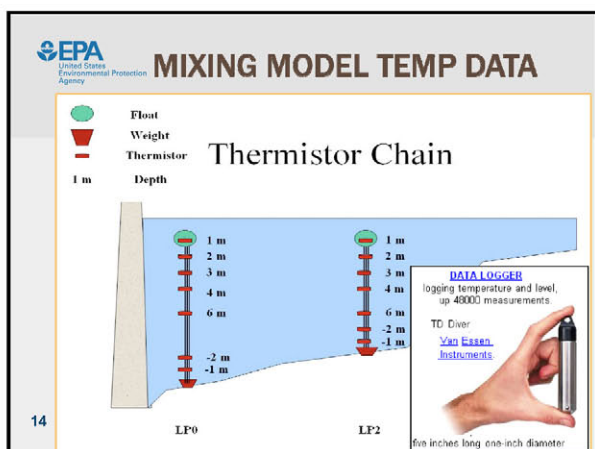 EPA
United States
Environmental Protection
Agency
MIXING MODEL TEMP DATA
Float
Weight
Thermistor
1 m Depth
Thermistor Chain
1 m
2 m
3 m
4 m
6 m
-2 m
-1 m
LP0
1 m
2 m
3 m
4 m
6 m
-2 m
-1 m
LP2
DATA LOGGER
logging temperature and level,
up 48000 measurements.
TD Diver
Van Essen
Instruments.
five inches long one-inch diameter
14